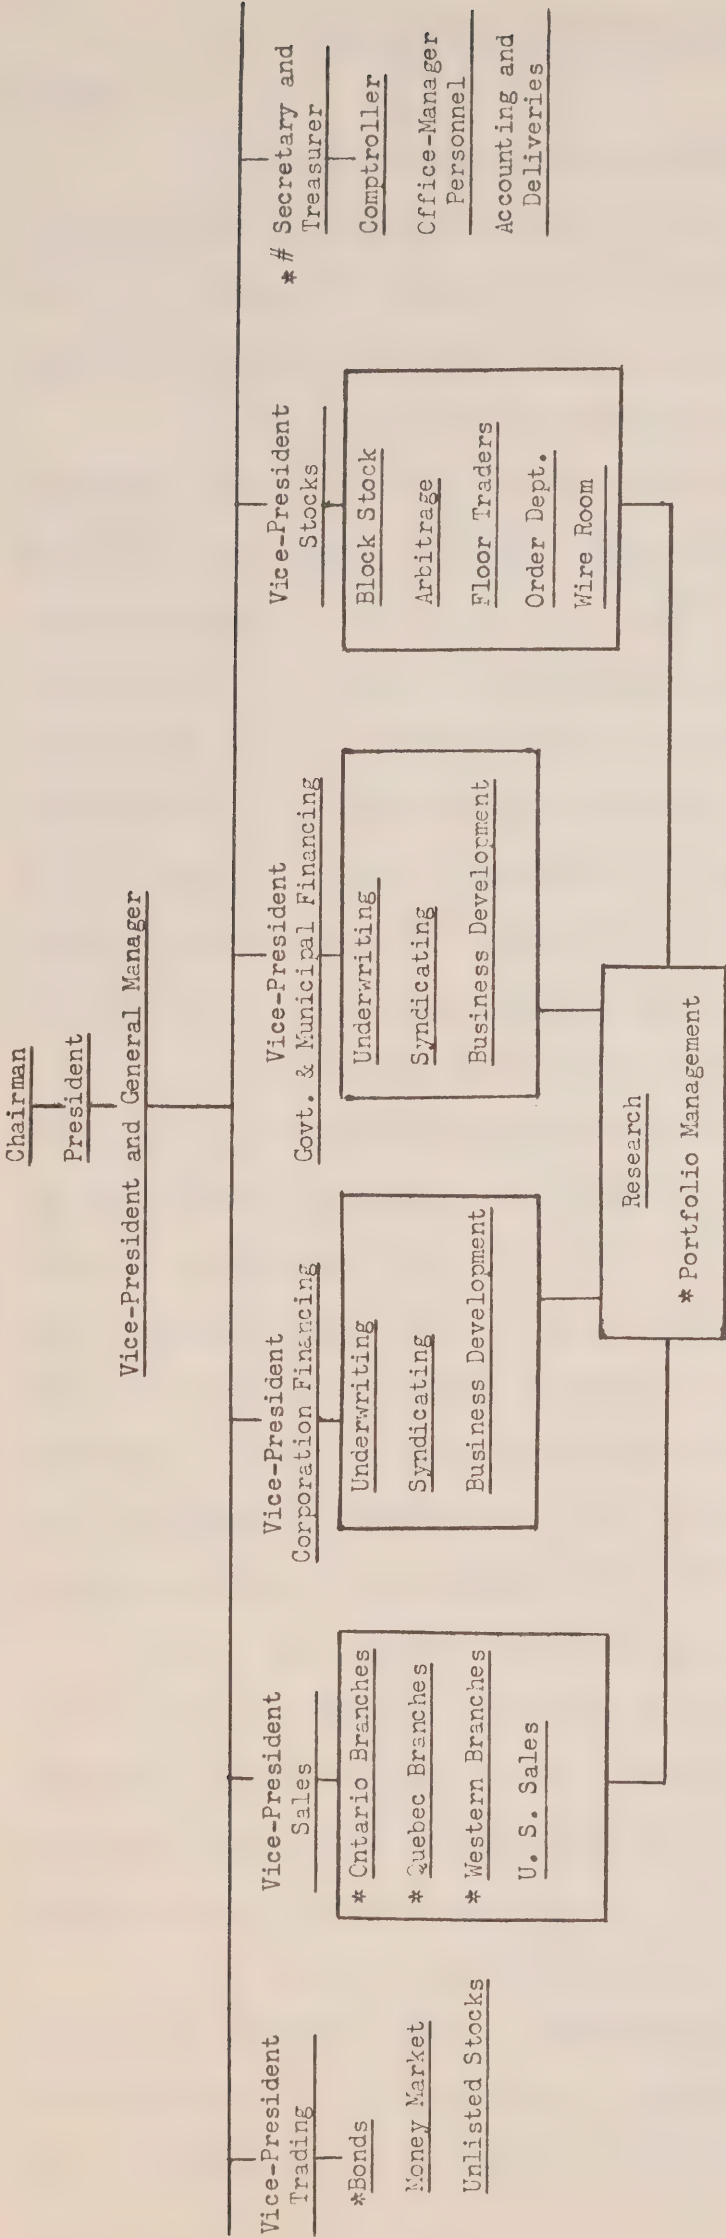 Chairman
President
Vice-President and General Manager
Vice-President
Trading
*Bonds
Money Market
Unlisted Stocks
Vice-President
Sales
* Ontario Branches
* Quebec Branches
* Western Branches
U. S. Sales
Vice-President
Corporation Financing
Underwriting
Syndicating
Business Development
Vice-President
Govt. & Municipal Financing
Underwriting
Syndicating
Business Development
Vice-President
Stocks
Block Stock
Arbitrage
Floor Traders
Order Dept.
Wire Room
*# Secretary and
Treasurer
Comptroller
Office-Manager
Personnel
Accounting and
Deliveries
Research
* Portfolio Management